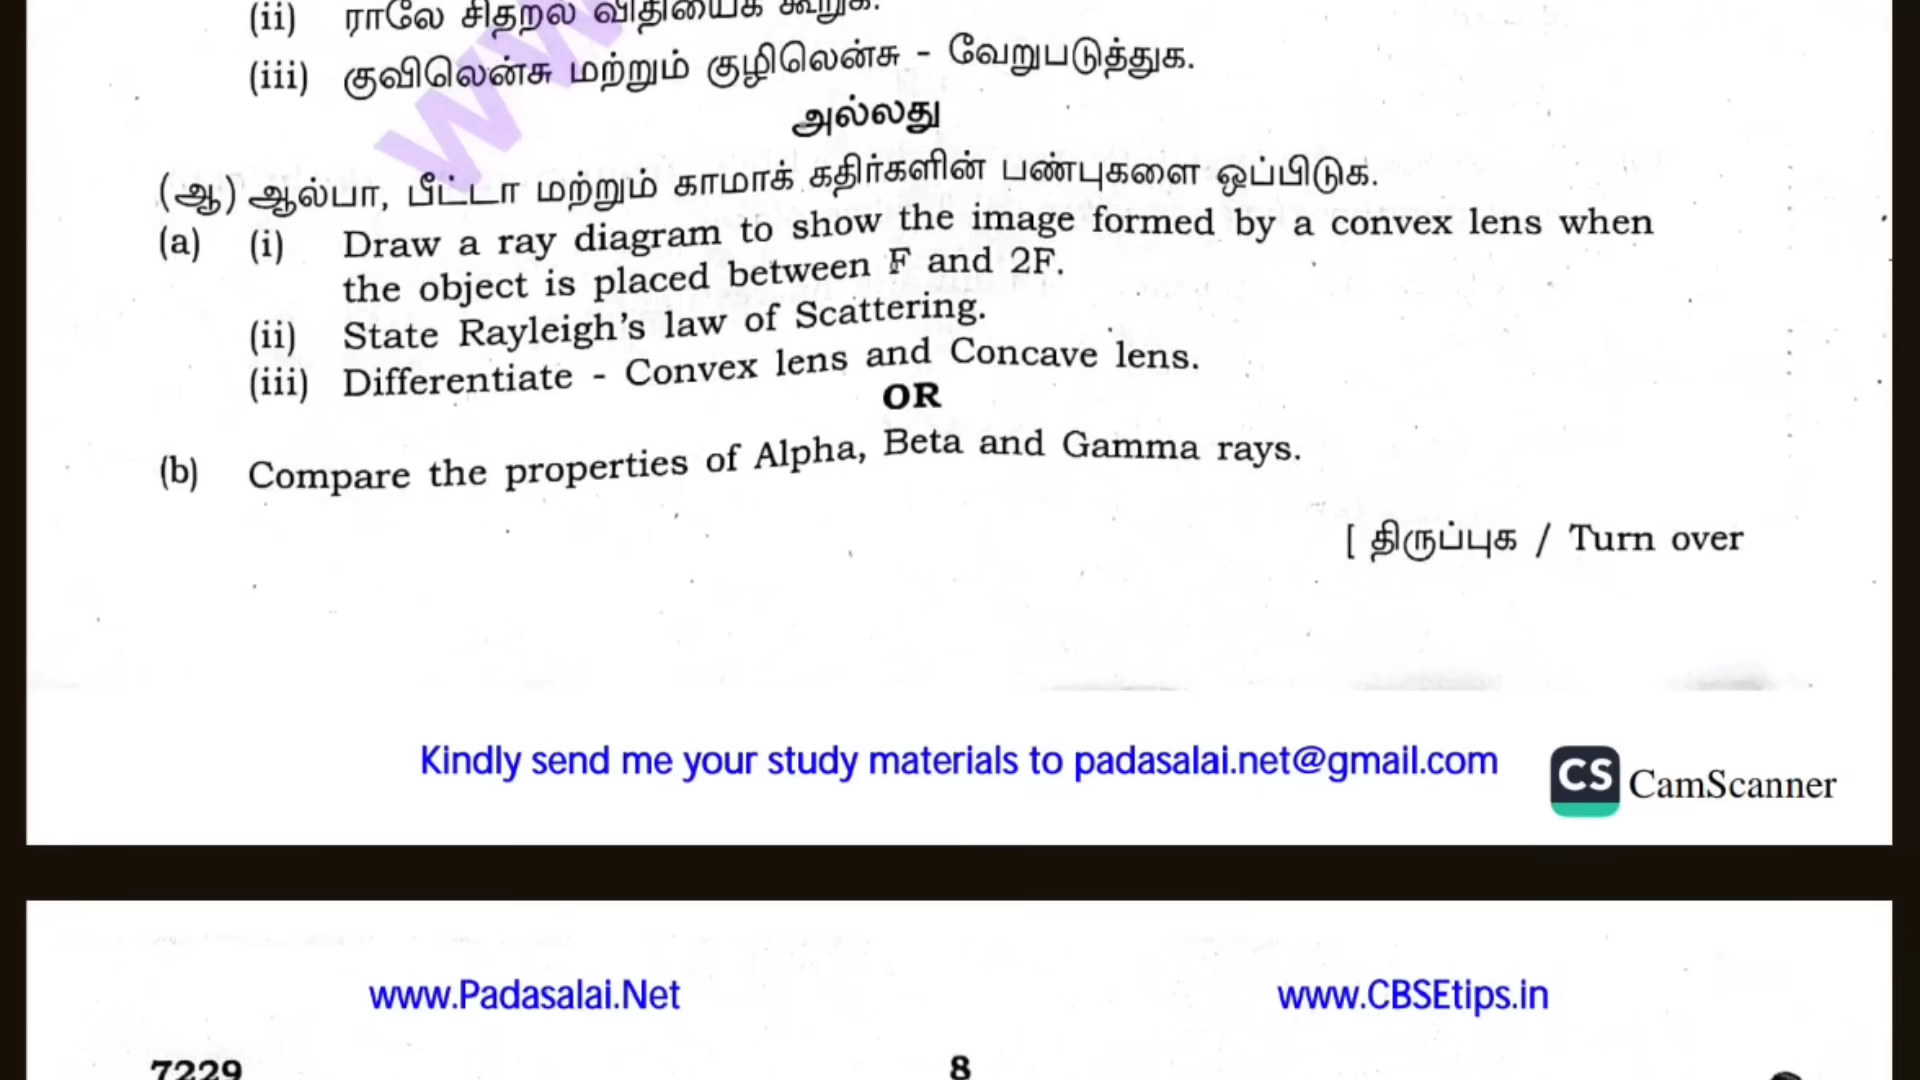 (ii) ராலே சிதறல் விதியைக் கூறுக.
(iii) குவிலென்சு மற்றும் குழிலென்சு - வேறுபடுத்துக.
அல்லது
(ஆ) ஆல்பா, பீட்டா மற்றும் காமாக் கதிர்களின் பண்புகளை ஒப்பிடுக.
(a) (i) Draw a ray diagram to show the image formed by a convex lens when
the object is placed between F and 2F.
(ii) State Rayleigh's law of Scattering.
(iii) Differentiate - Convex lens and Concave lens.
OR
(b) Compare the properties of Alpha, Beta and Gamma rays.
[ திருப்புக / Turn over
Kindly send me your study materials to padasalai.net@gmail.com
CS CamScanner
www.Padasalai.Net www.CBSEtips.in
7229 8